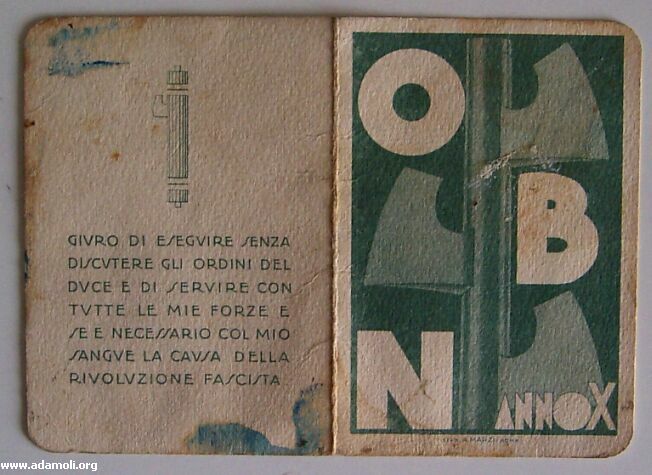 GIVRO DI ESEGVIRE SENZA
DISCVTERE GLI ORDINI DEL
DVCE E DI SERVIRE CON
TVTTE LE MIE FORZE E
SE E NECESSARIO COL MIO
SANGVE LA CAVSA DELLA
RIVOLVZIONE FASCISTA
O
B
N
ANNO X
www.adamoli.org